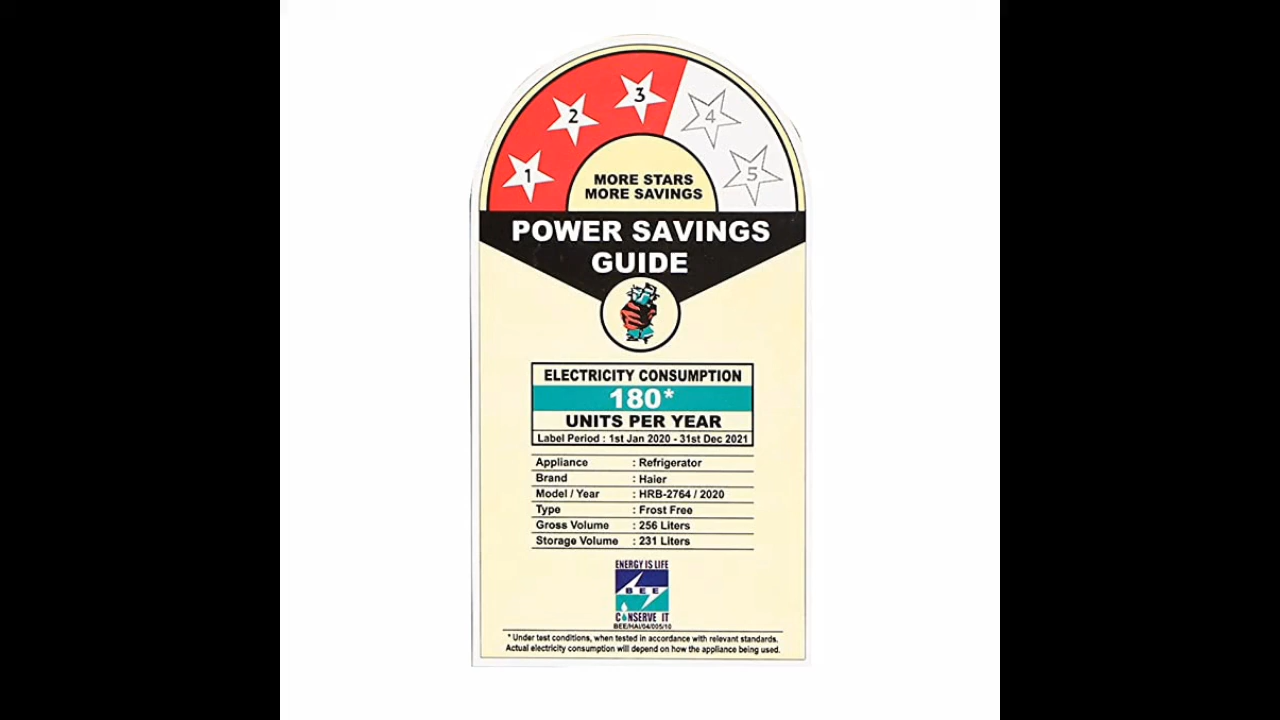 1 2 3 4 5
MORE STARS
MORE SAVINGS
POWER SAVINGS
GUIDE
ELECTRICITY CONSUMPTION
180*
UNITS PER YEAR
Label Period : 1st Jan 2020 - 31st Dec 2021
Appliance : Refrigerator
Brand : Haier
Model / Year : HRB-2764 / 2020
Type : Frost Free
Gross Volume : 256 Liters
Storage Volume : 231 Liters
ENERGY IS LIFE
BEE
CONSERVE IT
BEE/HAI/04/005/10
* Under test conditions, when tested in accordance with relevant standards.
Actual electricity consumption will depend on how the appliance being used.